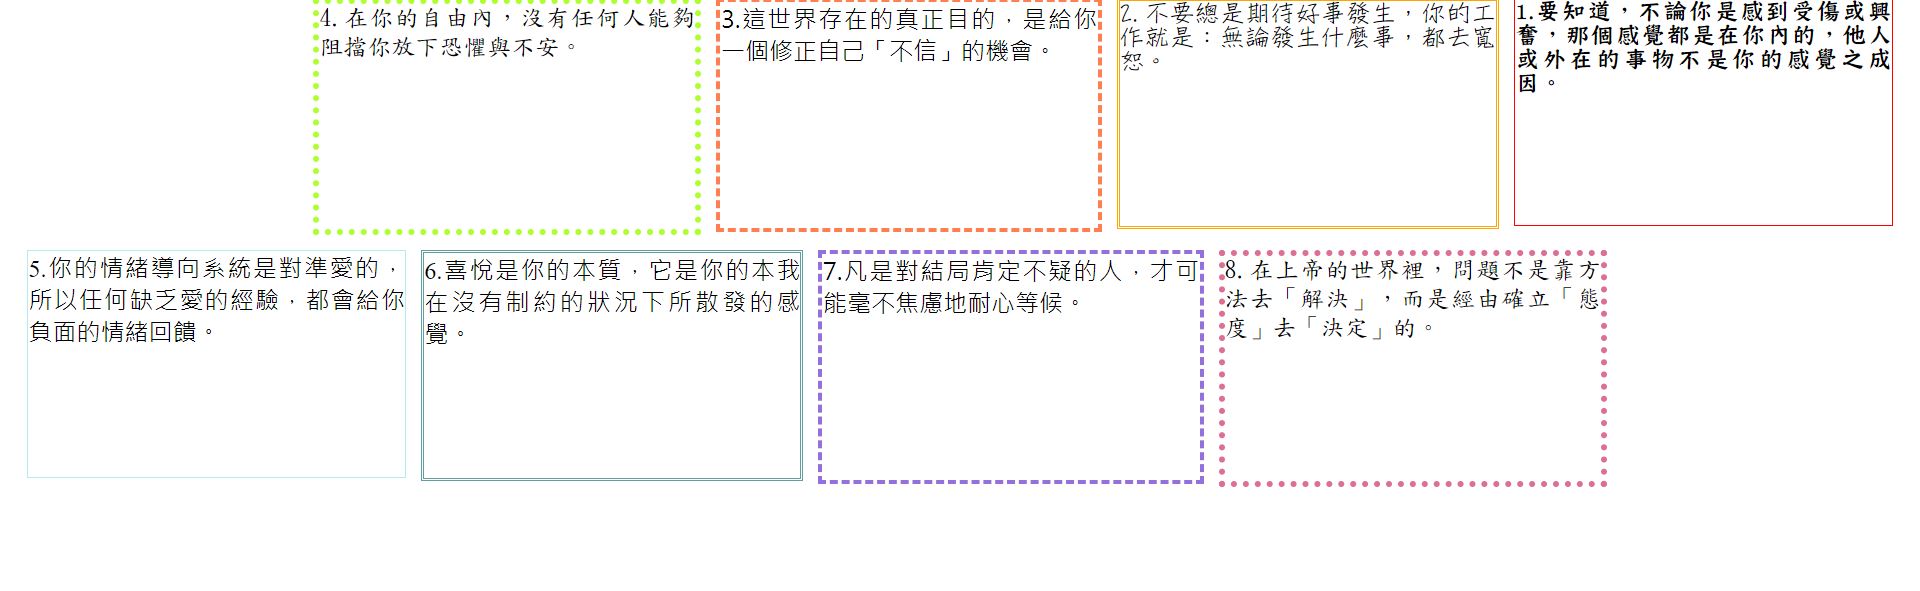 1.要知道，不論你是感到受傷或興
奮，那個感覺都是在你內的，他人
或外在的事物不是你的感覺之成
因。
2. 不要總是期待好事發生，你的工
作就是：無論發生什麼事，都去寬
恕。
3.這世界存在的真正目的，是給你
一個修正自己「不信」的機會。
4. 在你的自由內，沒有任何人能夠
阻擋你放下恐懼與不安。
5.你的情緒導向系統是對準愛的，
所以任何缺乏愛的經驗，都會給你
負面的情緒回饋。
6.喜悅是你的本質，它是你的本我
在沒有制約的狀況下所散發的感
覺。
7.凡是對結局肯定不疑的人，才可
能毫不焦慮地耐心等候。
8. 在上帝的世界裡，問題不是靠方
法去「解決」，而是經由確立「態
度」去「決定」的。